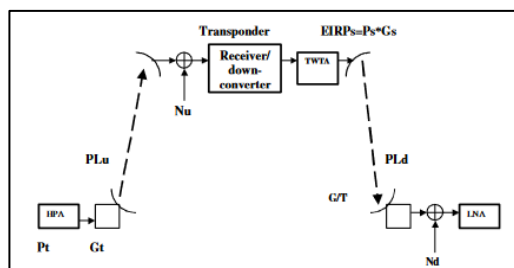 Transponder
EIRPs=Ps*Gs
Receiver/
down-
converter
TWTA
Nu
PLu
PLd
G/T
HPA
LNA
Pt
Gt
Nd